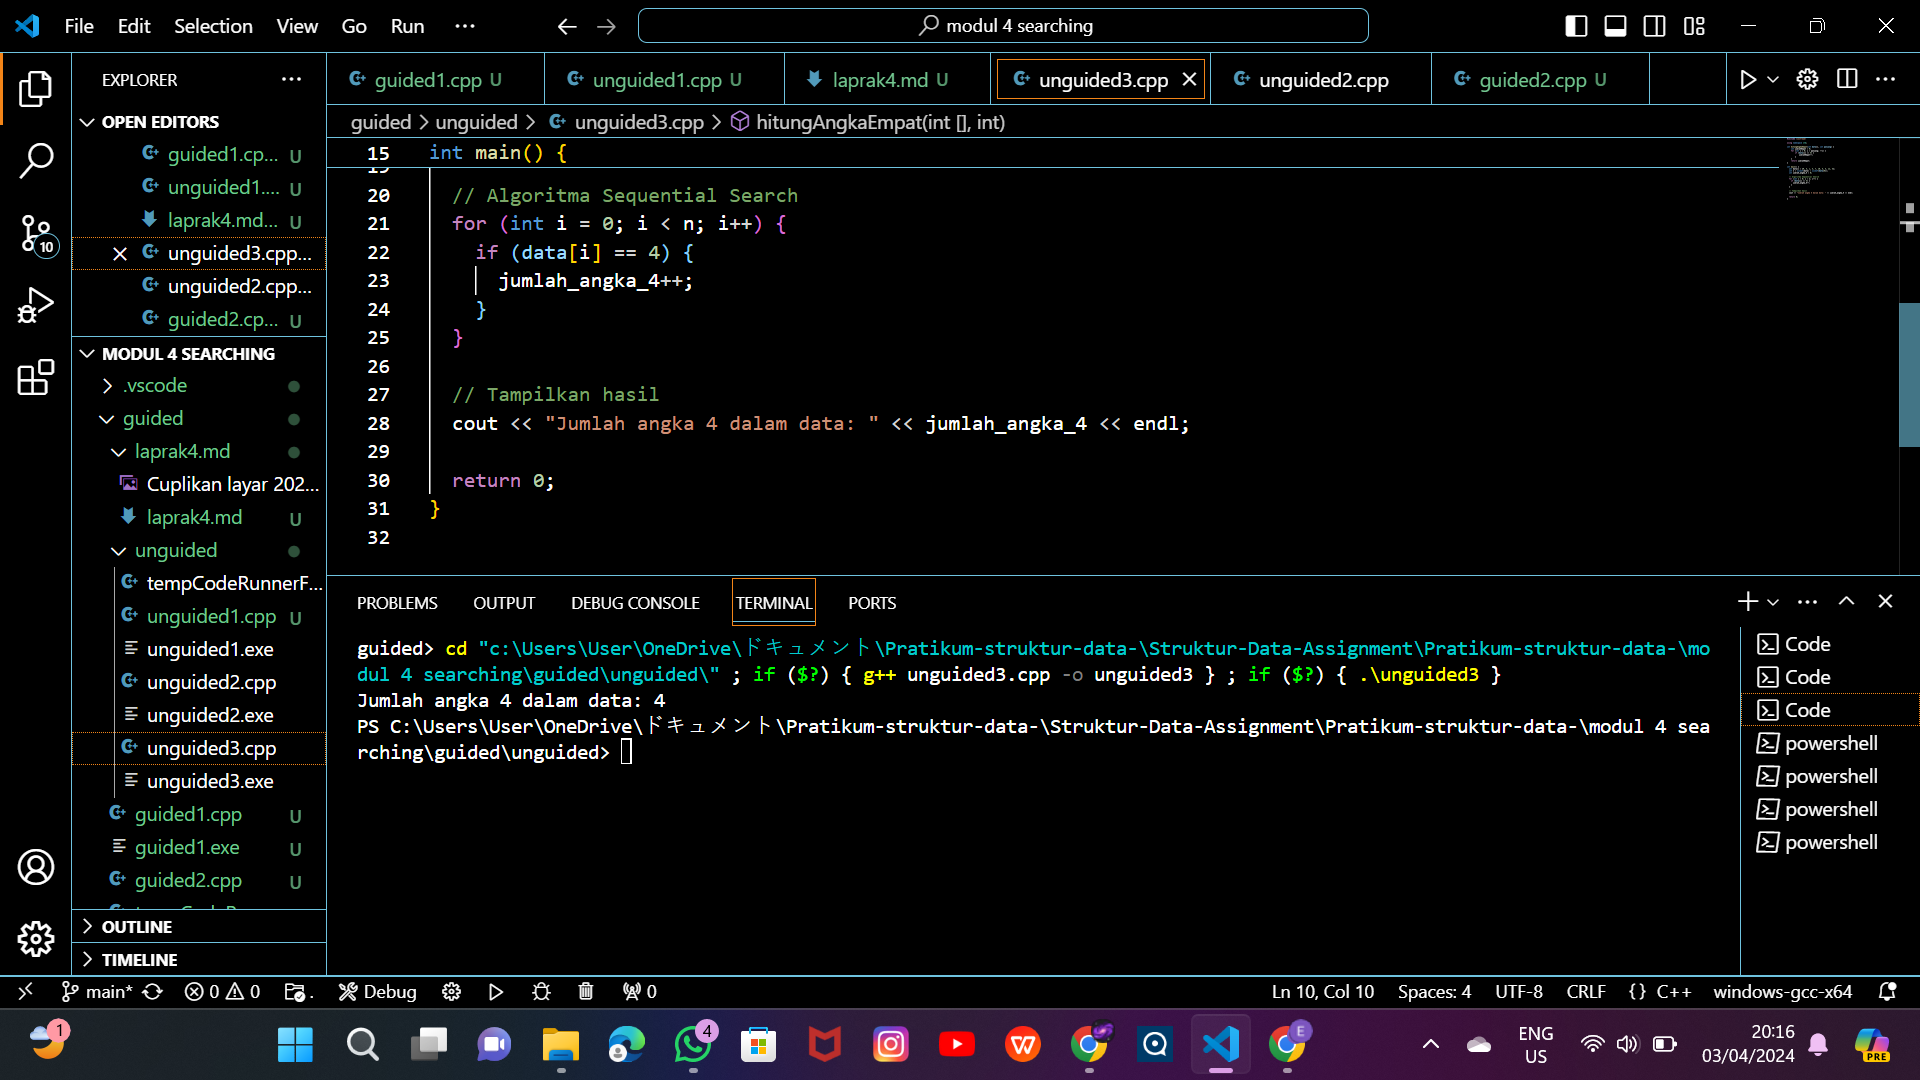 File Edit Selection View Go Run ··· modul 4 searching
EXPLORER ···
OPEN EDITORS
guided1.cp... U
unguided1.... U
laprak4.md... U
unguided3.cpp...
unguided2.cpp...
guided2.cp... U
MODUL 4 SEARCHING
.vscode
guided
laprak4.md
Cuplikan layar 202...
laprak4.md U
unguided
tempCodeRunnerF...
unguided1.cpp U
unguided1.exe
unguided2.cpp
unguided2.exe
unguided3.cpp
unguided3.exe
guided1.cpp U
guided1.exe U
guided2.cpp U
OUTLINE
TIMELINE
guided1.cpp U unguided1.cpp U laprak4.md U unguided3.cpp unguided2.cpp guided2.cpp U
guided > unguided > unguided3.cpp > hitungAngkaEmpat(int [], int)
15 int main() {
20 // Algoritma Sequential Search
21 for (int i = 0; i < n; i++) {
22 if (data[i] == 4) {
23 jumlah_angka_4++;
24 }
25 }
26
27 // Tampilkan hasil
28 cout << "Jumlah angka 4 dalam data: " << jumlah_angka_4 << endl;
29
30 return 0;
31 }
32
PROBLEMS OUTPUT DEBUG CONSOLE TERMINAL PORTS
guided> cd "c:\Users\User\OneDrive\ドキュメント\Pratikum-struktur-data-\Struktur-Data-Assignment\Pratikum-struktur-data-\mo
dul 4 searching\guided\unguided\" ; if ($?) { g++ unguided3.cpp -o unguided3 } ; if ($?) { .\unguided3 }
Jumlah angka 4 dalam data: 4
PS C:\Users\User\OneDrive\ドキュメント\Pratikum-struktur-data-\Struktur-Data-Assignment\Pratikum-struktur-data-\modul 4 sea
rching\guided\unguided>
Code
Code
Code
powershell
powershell
powershell
powershell
10
main* 0 0 . Debug 0 Ln 10, Col 10 Spaces: 4 UTF-8 CRLF {} C++ windows-gcc-x64
1 4 E ENG
US
20:16
03/04/2024
PRE